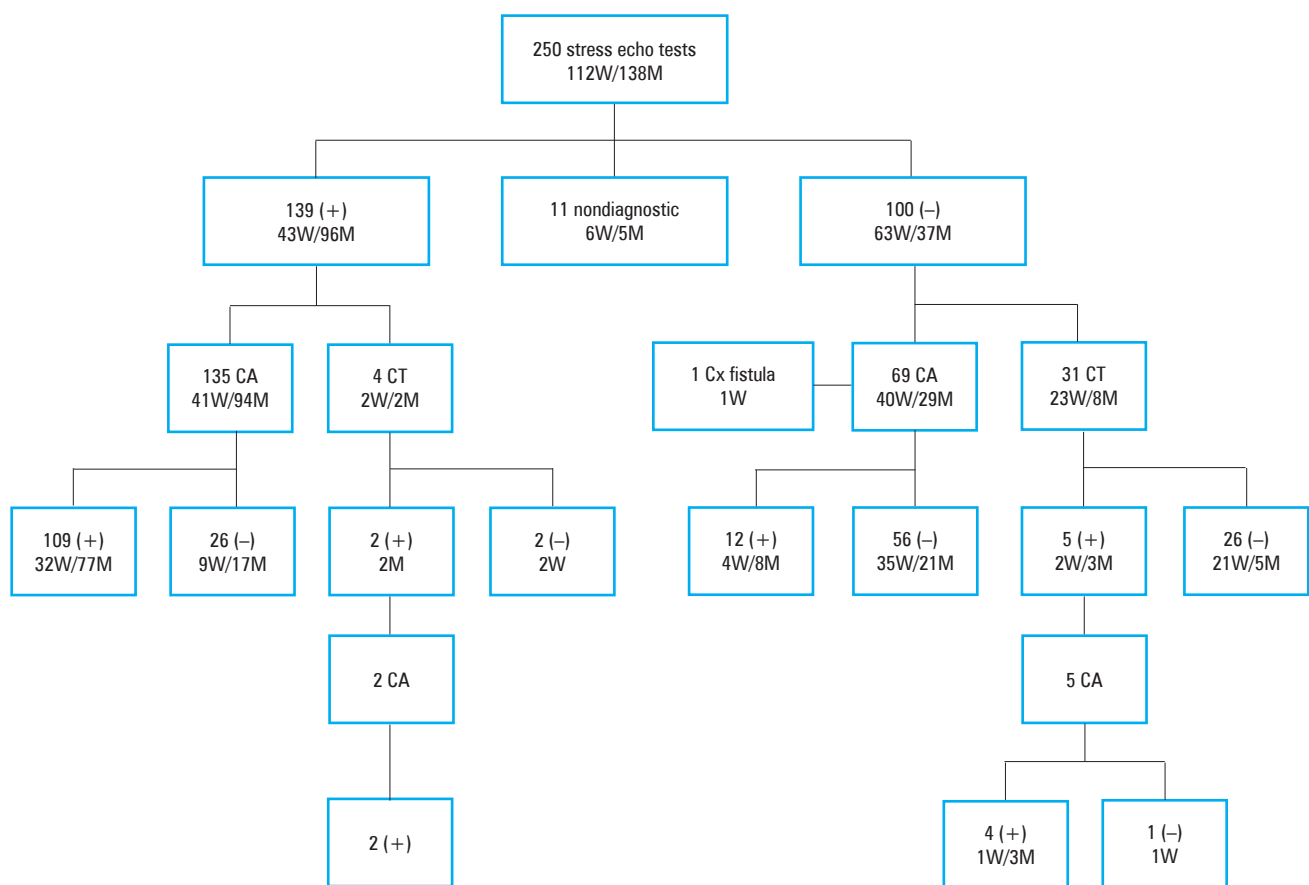 250 stress echo tests
112W/138M
139 (+)
43W/96M
11 nondiagnostic
6W/5M
100 (–)
63W/37M
135 CA
41W/94M
4 CT
2W/2M
1 Cx fistula
1W
69 CA
40W/29M
31 CT
23W/8M
109 (+)
32W/77M
26 (–)
9W/17M
2 (+)
2M
2 (–)
2W
12 (+)
4W/8M
56 (–)
35W/21M
5 (+)
2W/3M
26 (–)
21W/5M
2 CA
5 CA
2 (+)
4 (+)
1W/3M
1 (–)
1W